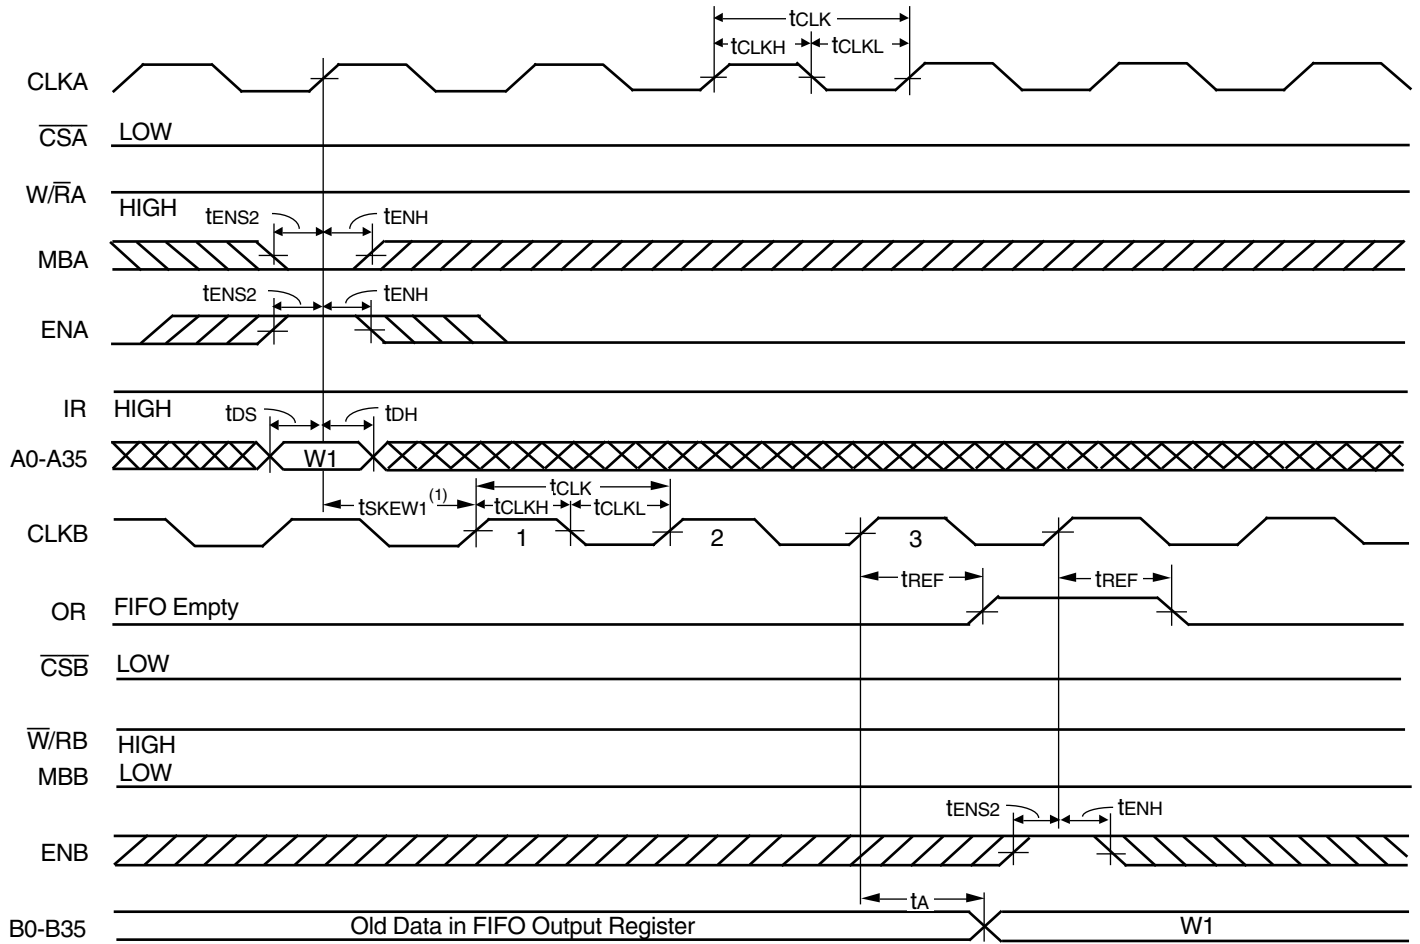 tCLK
tCLKH tCLKL
CLKA
CSA LOW
W/RA
HIGH
tENS2 tENH
MBA
tENS2 tENH
ENA
IR HIGH
tDS tDH
A0-A35 W1
tCLK
tSKEW1(1) tCLKH tCLKL
CLKB 1 2 3
tREF tREF
OR FIFO Empty
CSB LOW
W/RB HIGH
MBB LOW
tENS2 tENH
ENB
tA
B0-B35 Old Data in FIFO Output Register W1